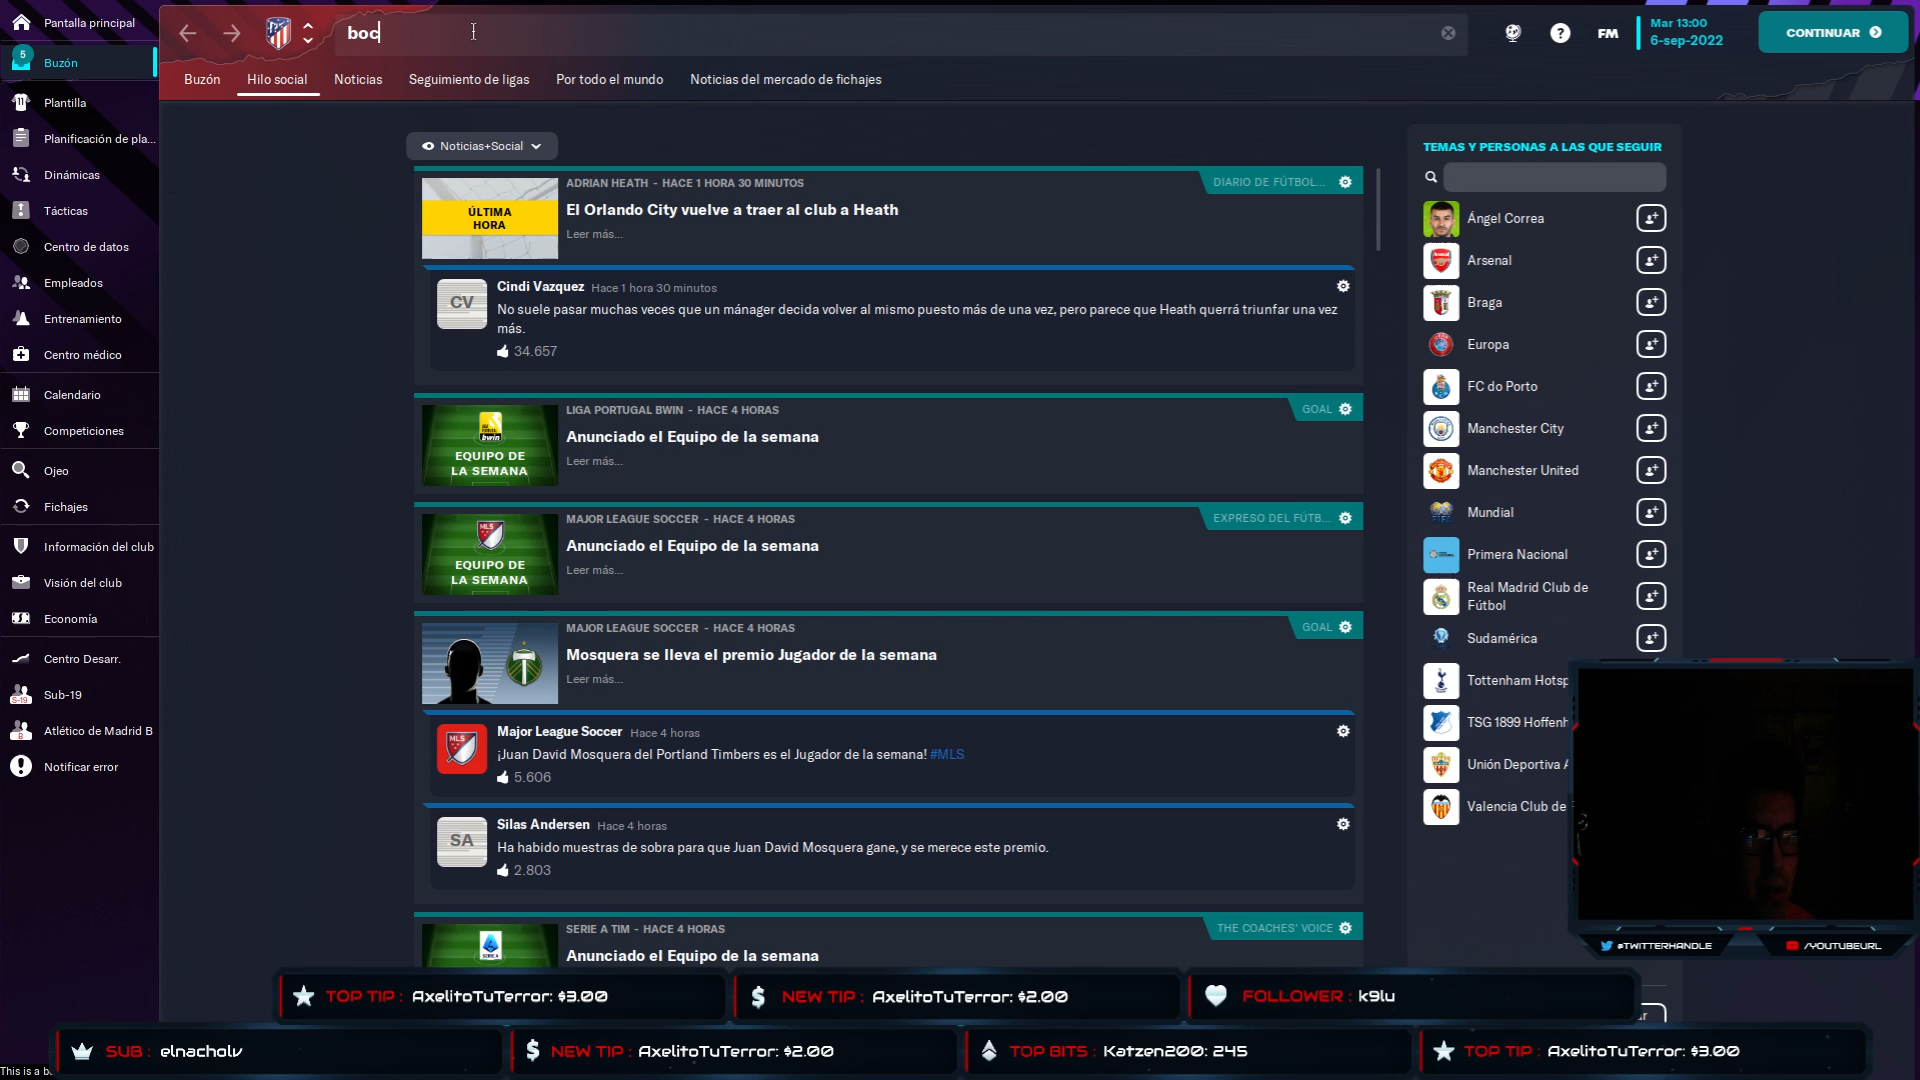 Pantalla principal
5
Buzón
Plantilla
Planificación de pla...
Dinámicas
Tácticas
Centro de datos
Empleados
Entrenamiento
Centro médico
Calendario
Competiciones
Ojeo
Fichajes
Información del club
Visión del club
Economía
Centro Desarr.
Sub-19
Atlético de Madrid B
Notificar error
boc
FM
Mar 13:00
6-sep-2022
CONTINUAR
Buzón
Hilo social
Noticias
Seguimiento de ligas
Por todo el mundo
Noticias del mercado de fichajes
Noticias+Social
ÚLTIMA
HORA
ADRIAN HEATH - HACE 1 HORA 30 MINUTOS
DIARIO DE FÚTBOL...
El Orlando City vuelve a traer al club a Heath
Leer más...
CV
Cindi Vazquez Hace 1 hora 30 minutos
No suele pasar muchas veces que un mánager decida volver al mismo puesto más de una vez, pero parece que Heath querrá triunfar una vez
más.
34.657
bwin
EQUIPO DE
LA SEMANA
LIGA PORTUGAL BWIN - HACE 4 HORAS
GOAL
Anunciado el Equipo de la semana
Leer más...
MLS
EQUIPO DE
LA SEMANA
MAJOR LEAGUE SOCCER - HACE 4 HORAS
EXPRESO DEL FÚTB...
Anunciado el Equipo de la semana
Leer más...
MAJOR LEAGUE SOCCER - HACE 4 HORAS
GOAL
Mosquera se lleva el premio Jugador de la semana
Leer más...
MLS
Major League Soccer Hace 4 horas
¡Juan David Mosquera del Portland Timbers es el Jugador de la semana! #MLS
5.606
SA
Silas Andersen Hace 4 horas
Ha habido muestras de sobra para que Juan David Mosquera gane, y se merece este premio.
2.803
SERIE A TIM - HACE 4 HORAS
THE COACHES' VOICE
Anunciado el Equipo de la semana
TEMAS Y PERSONAS A LAS QUE SEGUIR
Ángel Correa
Arsenal
Braga
Europa
FC do Porto
Manchester City
Manchester United
Mundial
Primera Nacional
Real Madrid Club de
Fútbol
Sudamérica
Tottenham Hotsp
TSG 1899 Hoffenh
Unión Deportiva A
Valencia Club de
@TWITTERHANDLE
/YOUTUBEURL
TOP TIP : AxelitoTuTerror: $3.00
NEW TIP : AxelitoTuTerror: $2.00
FOLLOWER : k9lu
SUB : elnacholv
NEW TIP : AxelitoTuTerror: $2.00
TOP BITS : Katzen200: 245
TOP TIP : AxelitoTuTerror: $3.00
This is a b